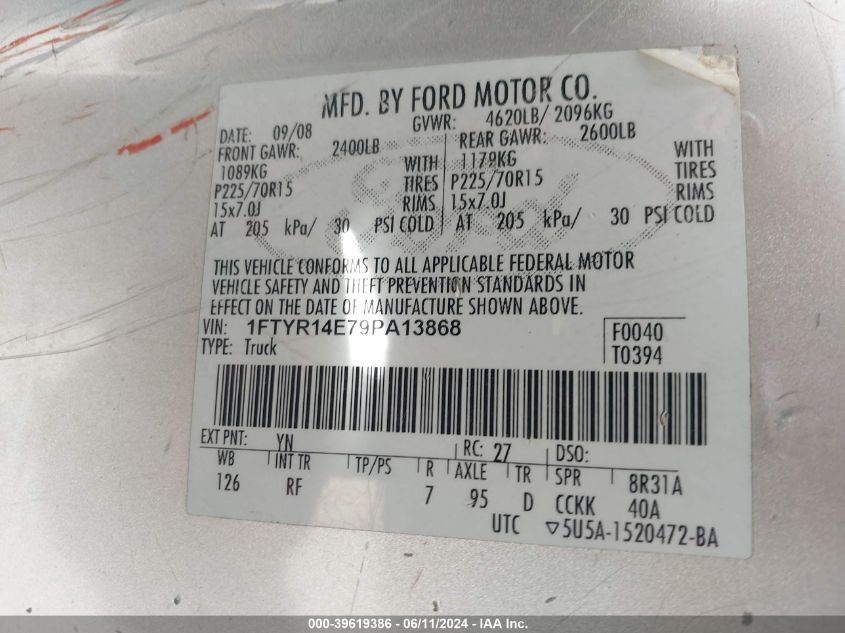 MFD. BY FORD MOTOR CO.
DATE: 09/08 GVWR: 4620LB/ 2096KG
FRONT GAWR: 2400LB REAR GAWR: 2600LB
1089KG WITH 1179KG WITH
P225/70R15 TIRES P225/70R15 TIRES
15x7.0J RIMS 15x7.0J RIMS
AT 205 kPa/ 30 PSI COLD AT 205 kPa/ 30 PSI COLD
THIS VEHICLE CONFORMS TO ALL APPLICABLE FEDERAL MOTOR
VEHICLE SAFETY AND THEFT PREVENTION STANDARDS IN
EFFECT ON THE DATE OF MANUFACTURE SHOWN ABOVE.
VIN: 1FTYR14E79PA13868 F0040
TYPE: Truck T0394
EXT PNT: YN RC: 27 DSO:
WB INT TR TP/PS R AXLE TR SPR 8R31A
126 RF 7 95 D CCKK 40A
UTC ▽5U5A-1520472-BA
000-39619386 - 06/11/2024 - IAA Inc.